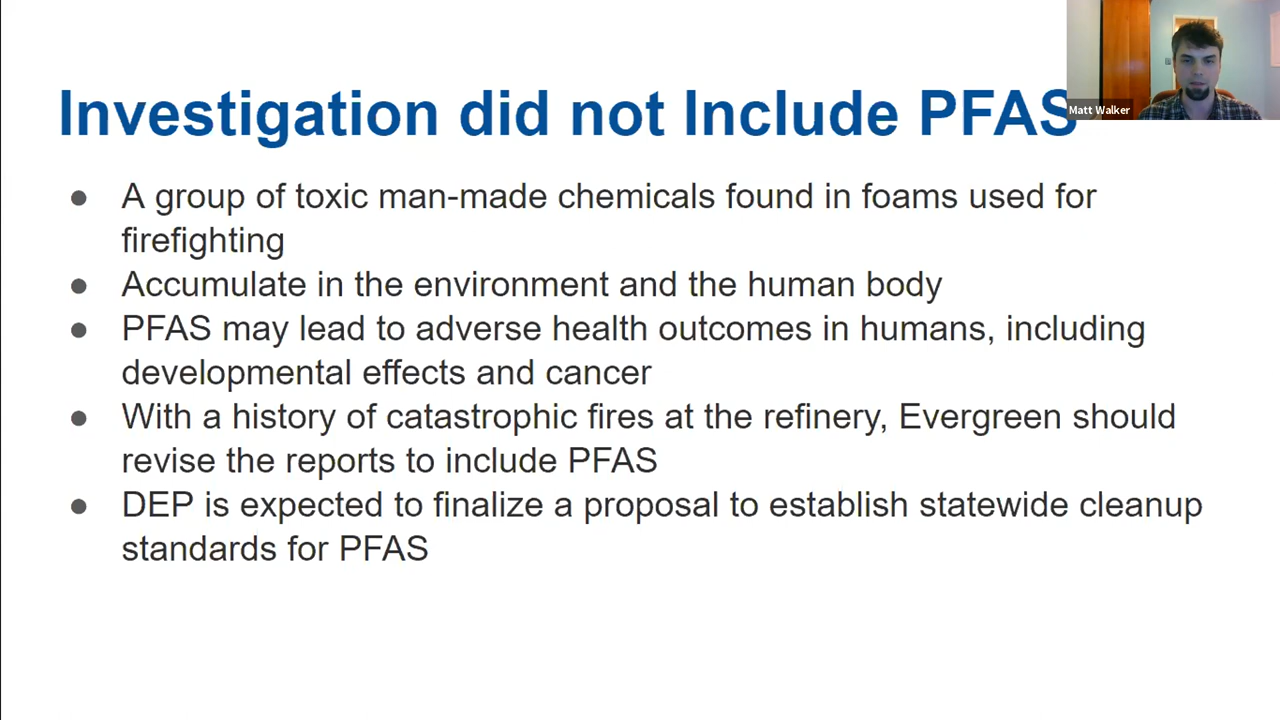 Investigation did not Include PFAS
Matt Walker
● A group of toxic man-made chemicals found in foams used for
firefighting
● Accumulate in the environment and the human body
● PFAS may lead to adverse health outcomes in humans, including
developmental effects and cancer
● With a history of catastrophic fires at the refinery, Evergreen should
revise the reports to include PFAS
● DEP is expected to finalize a proposal to establish statewide cleanup
standards for PFAS